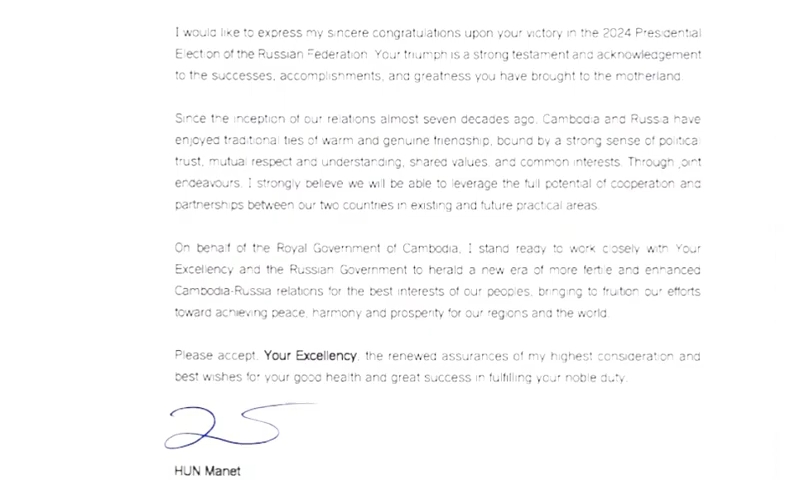 I would like to express my sincere congratulations upon your victory in the 2024 Presidential
Election of the Russian Federation. Your triumph is a strong testament and acknowledgement
to the successes, accomplishments, and greatness you have brought to the motherland.
Since the inception of our relations almost seven decades ago, Cambodia and Russia have
enjoyed traditional ties of warm and genuine friendship, bound by a strong sense of political
trust, mutual respect and understanding, shared values, and common interests. Through joint
endeavours, I strongly believe we will be able to leverage the full potential of cooperation and
partnerships between our two countries in existing and future practical areas.
On behalf of the Royal Government of Cambodia, I stand ready to work closely with Your
Excellency and the Russian Government to herald a new era of more fertile and enhanced
Cambodia-Russia relations for the best interests of our peoples, bringing to fruition our efforts
toward achieving peace, harmony and prosperity for our regions and the world.
Please accept, Your Excellency, the renewed assurances of my highest consideration and
best wishes for your good health and great success in fulfilling your noble duty.
HUN Manet